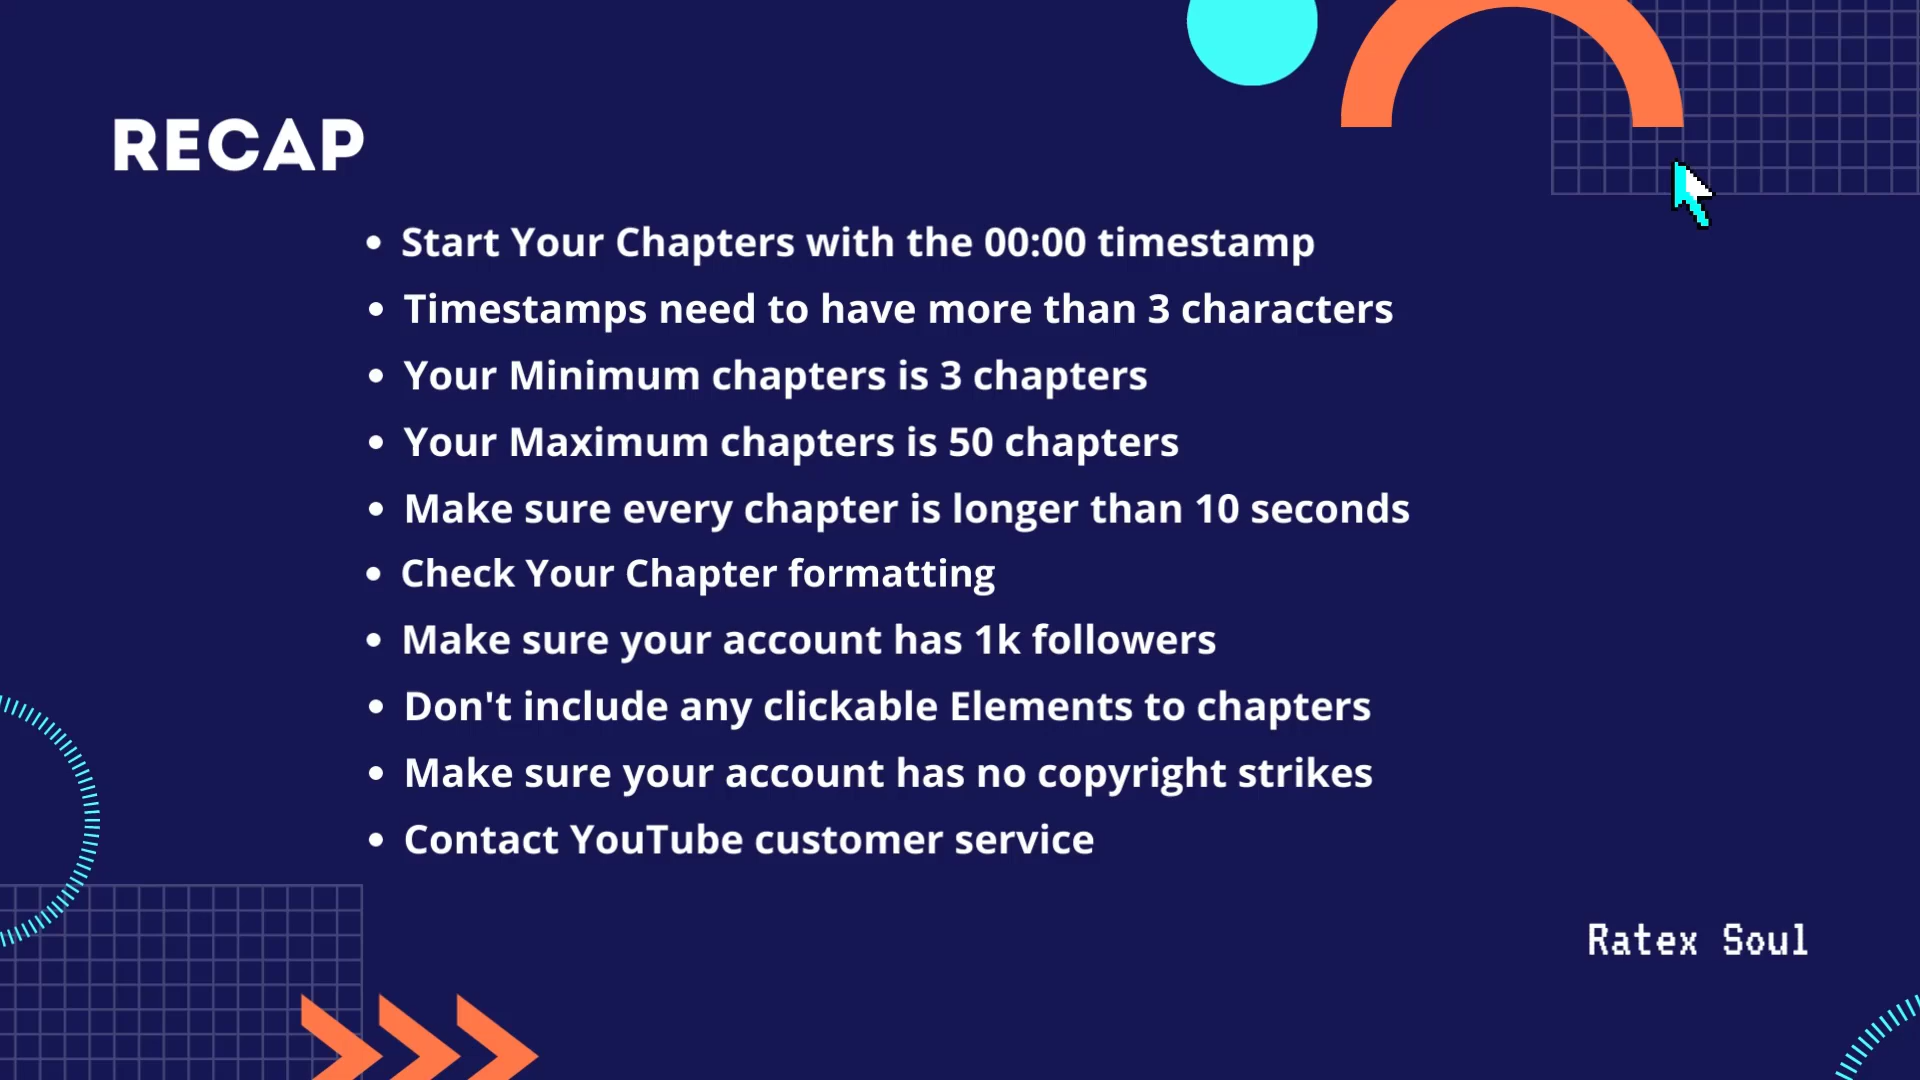 RECAP
• Start Your Chapters with the 00:00 timestamp
• Timestamps need to have more than 3 characters
• Your Minimum chapters is 3 chapters
• Your Maximum chapters is 50 chapters
• Make sure every chapter is longer than 10 seconds
• Check Your Chapter formatting
• Make sure your account has 1k followers
• Don't include any clickable Elements to chapters
• Make sure your account has no copyright strikes
• Contact YouTube customer service
Ratex Soul